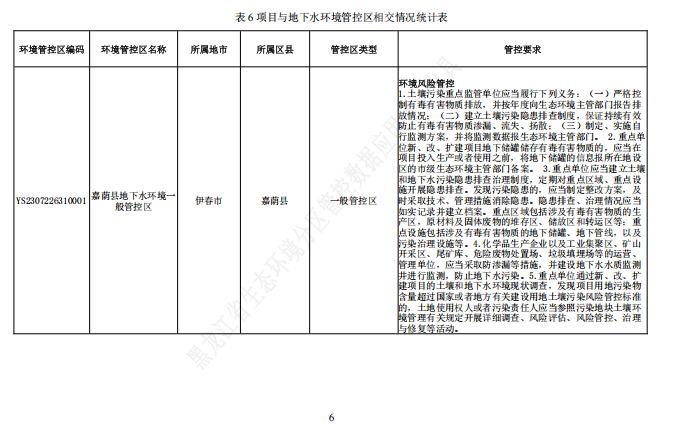 表 6 项目与地下水环境管控区相交情况统计表
环境管控区编码 环境管控区名称 所属地市 所属区县 管控区类型 管控要求
YS2307226310001 嘉荫县地下水环境一般管控区 伊春市 嘉荫县 一般管控区
环境风险管控
1.土壤污染重点监管单位应当履行下列义务：（一）严格控
制有毒有害物质排放，并按年度向生态环境主管部门报告排
放情况；（二）建立土壤污染隐患排查制度，保证持续有效
防止有毒有害物质渗漏、流失、扬散；（三）制定、实施自
行监测方案，并将监测数据报生态环境主管部门。 2.重点单
位新、改、扩建项目地下储罐储存有毒有害物质的，应当在
项目投入生产或者使用之前，将地下储罐的信息报所在地设
区的市级生态环境主管部门备案。 3.重点单位应当建立土壤
和地下水污染隐患排查治理制度，定期对重点区域、重点设
施开展隐患排查。发现污染隐患的，应当制定整改方案，及
时采取技术、管理措施消除隐患。隐患排查、治理情况应当
如实记录并建立档案。重点区域包括涉及有毒有害物质的生
产区，原材料及固体废物的堆存区、储放区和转运区等；重
点设施包括涉及有毒有害物质的地下储罐、地下管线，以及
污染治理设施等。4.化学品生产企业以及工业集聚区、矿山
开采区、尾矿库、危险废物处置场、垃圾填埋场等的运营、
管理单位，应当采取防渗漏等措施，并建设地下水水质监测
井进行监测，防止地下水污染。5.重点单位通过新、改、扩
建项目的土壤和地下水环境现状调查，发现项目用地污染物
含量超过国家或者地方有关建设用地土壤污染风险管控标准
的，土地使用权人或者污染责任人应当参照污染地块土壤环
境管理有关规定开展详细调查、风险评估、风险管控、治理
与修复等活动。
黑龙江省生态环境分区管控数据应用
6